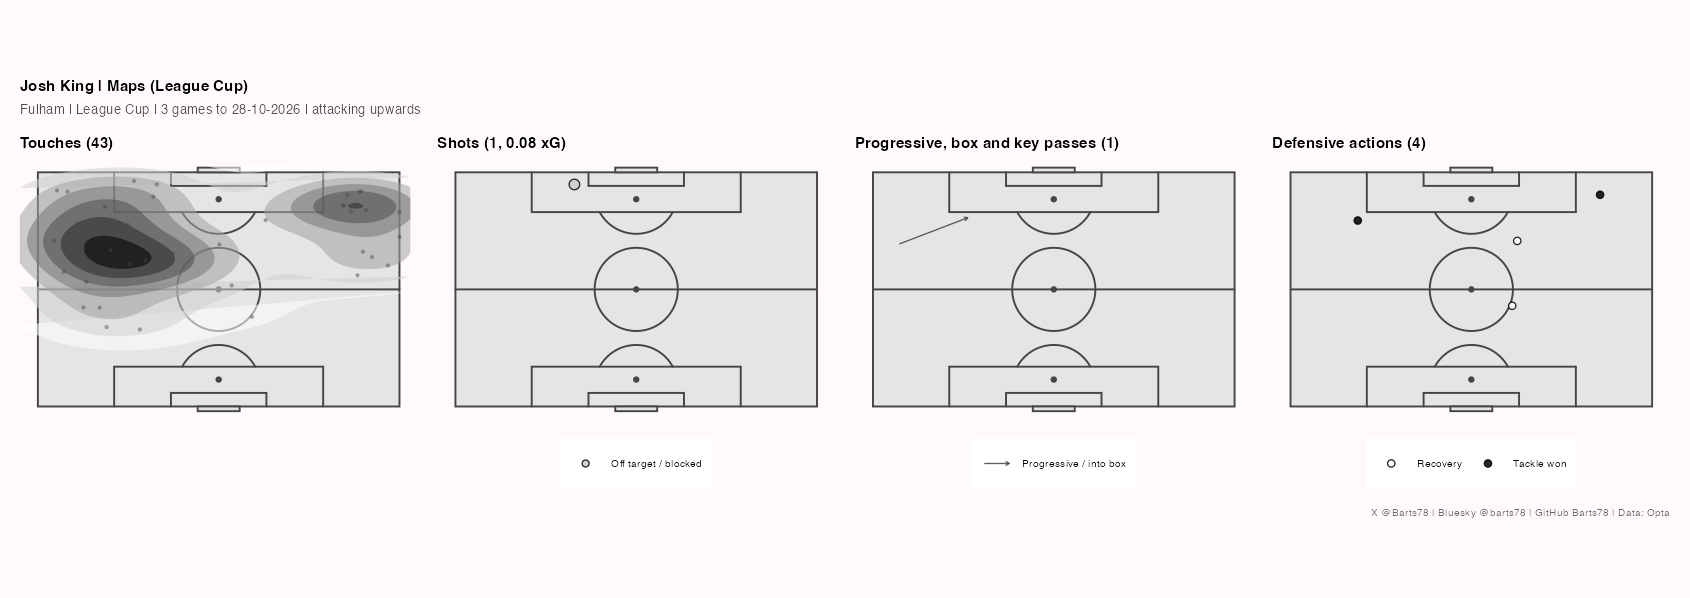 Josh King | Maps (League Cup)
Fulham | League Cup | 3 games to 28-10-2026 | attacking upwards
Touches (43)
Shots (1, 0.08 xG)
Progressive, box and key passes (1)
Defensive actions (4)
Off target / blocked
Progressive / into box
Recovery
Tackle won
X @Barts78 | Bluesky @barts78 | GitHub Barts78 | Data: Opta